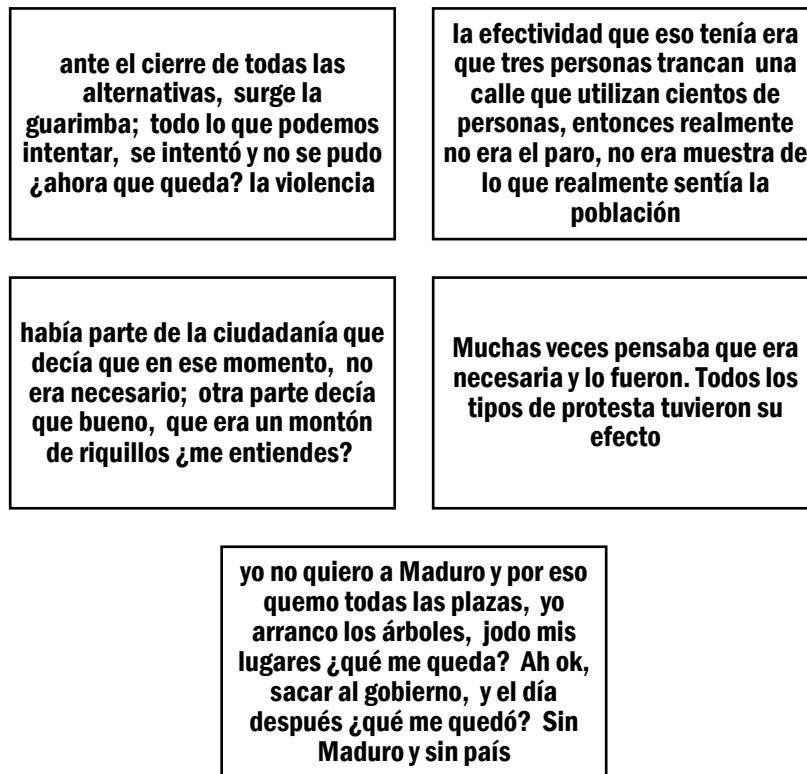 ante el cierre de todas las
alternativas, surge la
guarimba; todo lo que podemos
intentar, se intentó y no se pudo
¿ahora que queda? la violencia
la efectividad que eso tenía era
que tres personas trancan una
calle que utilizan cientos de
personas, entonces realmente
no era el paro, no era muestra de
lo que realmente sentía la
población
había parte de la ciudadanía que
decía que en ese momento, no
era necesario; otra parte decía
que bueno, que era un montón
de riquillos ¿me entiendes?
Muchas veces pensaba que era
necesaria y lo fueron. Todos los
tipos de protesta tuvieron su
efecto
yo no quiero a Maduro y por eso
quemo todas las plazas, yo
arranco los árboles, jodo mis
lugares ¿qué me queda? Ah ok,
sacar al gobierno, y el día
después ¿qué me quedó? Sin
Maduro y sin país